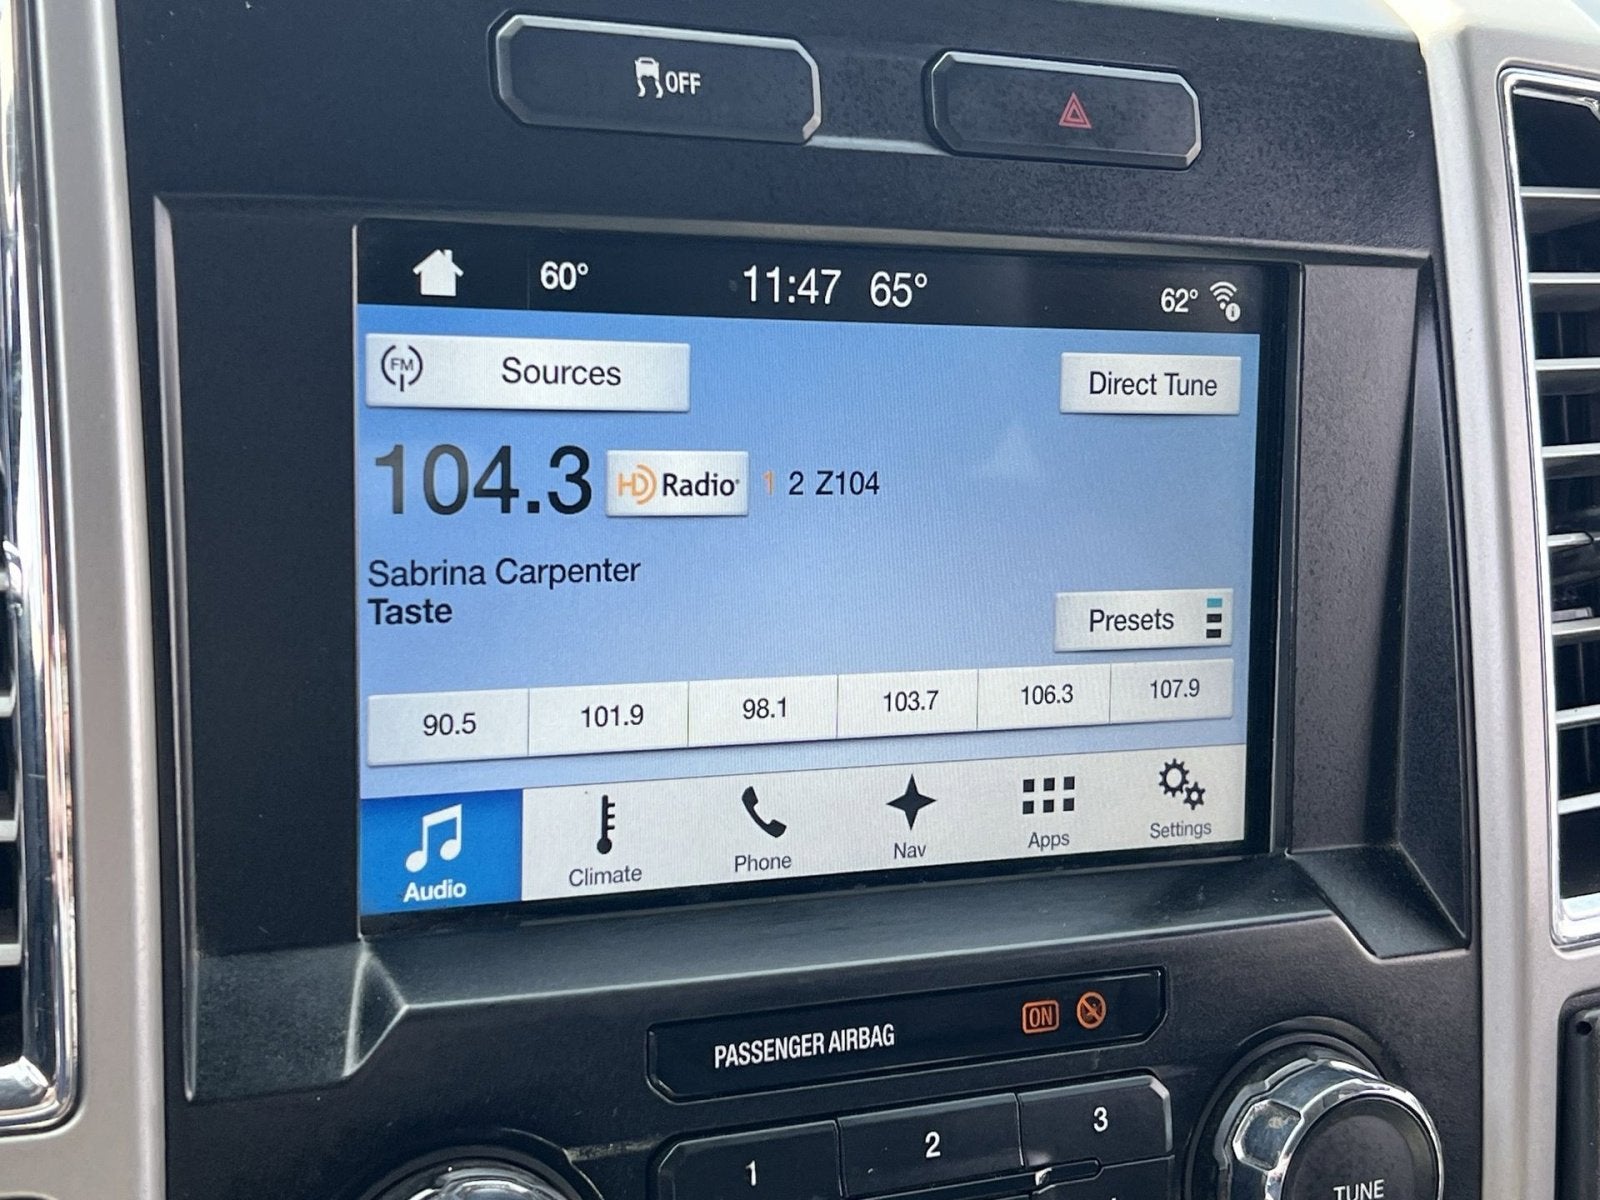 OFF
60° 11:47 65° 62°
FM Sources Direct Tune
104.3 HD Radio 1 2 Z104
Sabrina Carpenter
Taste
Presets
90.5 101.9 98.1 103.7 106.3 107.9
Audio Climate Phone Nav Apps Settings
PASSENGER AIRBAG ON
1 2 3
TUNE